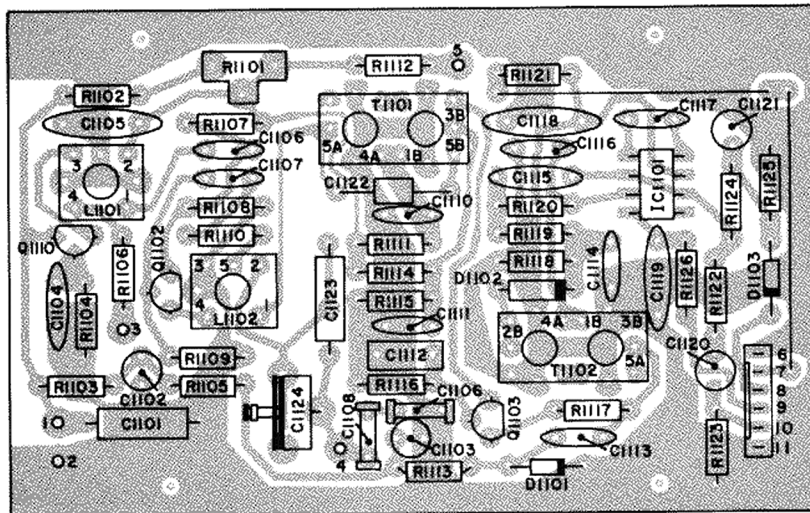 R1101
R1112
5
R1121
R1102
T1101
C1117
C1121
C1105
R1107
3B
C1118
C1106
5A
4A
1B
5B
C1116
3
2
C1107
IC1101
R1125
4
1
L1101
C1122
C1115
R1124
R1108
C1110
R1120
Q1110
R1110
R1111
R1119
Q1102
R1106
3
5
2
R1114
R1118
C1114
C1119
R1126
D1103
D1102
R1122
C1104
R1104
4
1
L1102
C1123
R1115
C1111
2B
4A
1B
3B
3
C1120
R1109
C1112
5A
6
T1102
7
R1103
C1102
R1105
R1116
8
C1124
C1106
Q1103
R1117
9
1
C1101
C1108
10
C1103
C1113
R1123
11
2
4
R1113
D1101